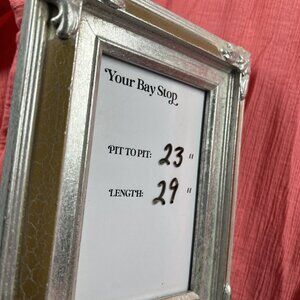 Your Bay Stop
PIT TO PIT: 23 "
LENGTH: 29 "